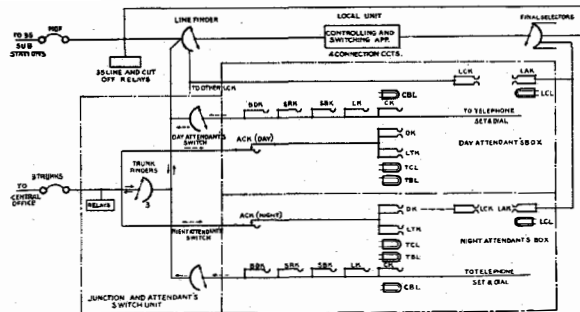 LINE FINDER
LOCAL UNIT
FINAL SELECTORS
MDF
TO 35
SUB
STATIONS
CONTROLLING AND
SWITCHING APP.
4 CONNECTION CCTS.
35 LINE AND CUT
OFF RELAYS
TO OTHER LCK
LCK
LAK
CBL
LCL
BDK
SRK
SBK
LK
CK
TO TELEPHONE
SET & DIAL
DAY ATTENDANT'S
SWITCH
DK
DAY ATTENDANT'S BOX
ACK (DAY)
LTK
TRUNK
FINDERS
TCL
TBL
3 TRUNKS
TO
CENTRAL
OFFICE
3
RELAYS
ACK (NIGHT)
DK
LCK
LAK
NIGHT ATTENDANT'S
SWITCH
LTK
LCL
TCL
NIGHT ATTENDANT'S BOX
TBL
BDK
SRK
SBK
LK
CK
TO TELEPHONE
SET & DIAL
JUNCTION AND ATTENDANT'S
SWITCH UNIT
CBL